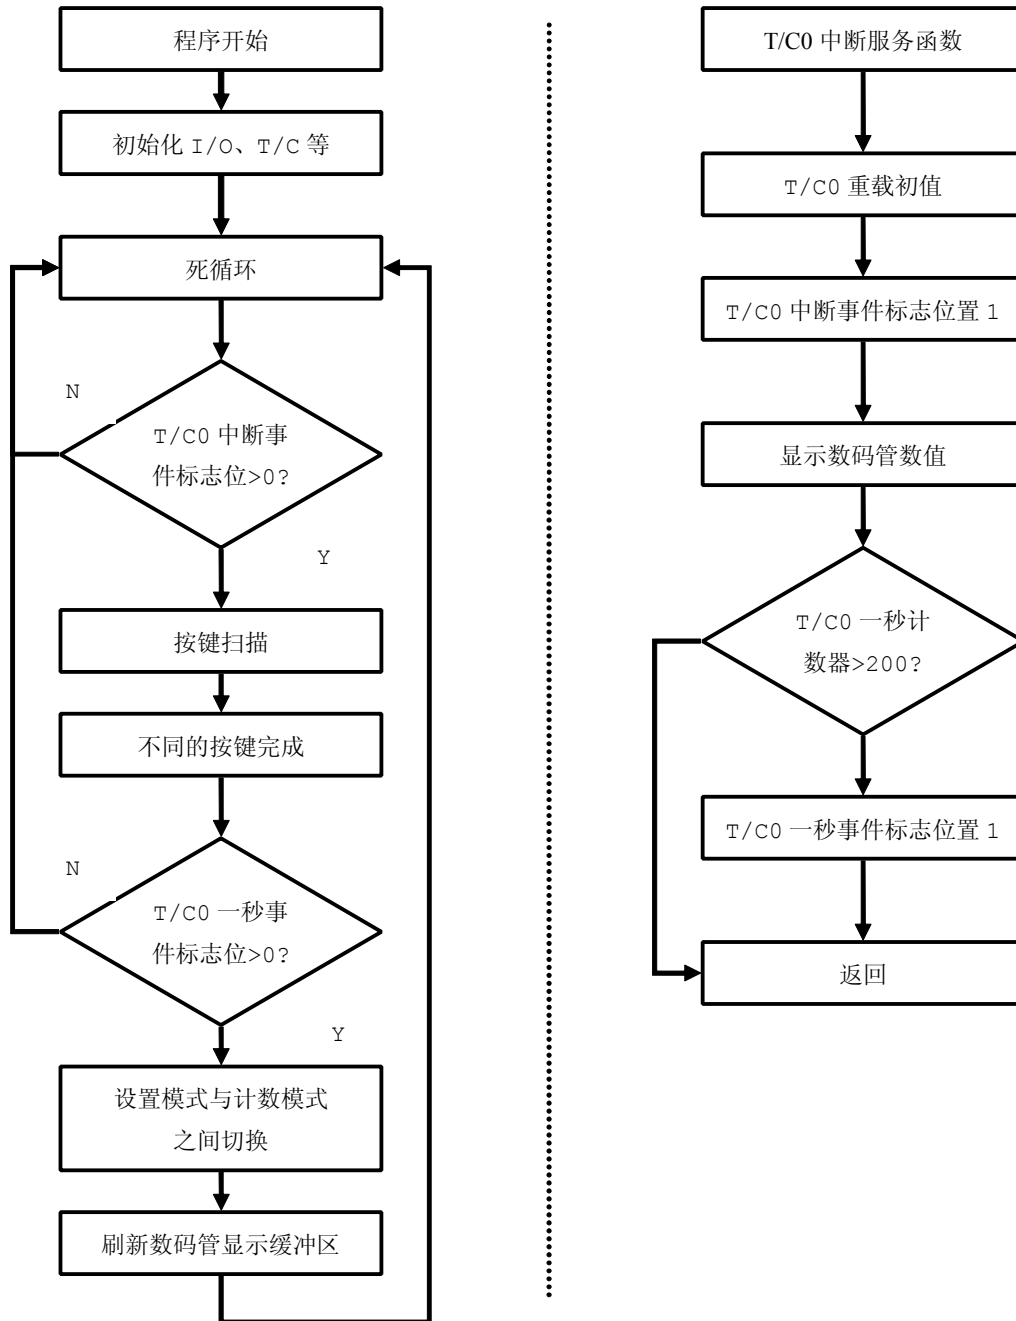 程序开始
初始化 I/O、T/C 等
死循环
N
T/C0 中断事
件标志位>0?
Y
按键扫描
不同的按键完成
N
T/C0 一秒事
件标志位>0?
Y
设置模式与计数模式
之间切换
刷新数码管显示缓冲区
T/C0 中断服务函数
T/C0 重载初值
T/C0 中断事件标志位置 1
显示数码管数值
T/C0 一秒计
数器>200?
T/C0 一秒事件标志位置 1
返回